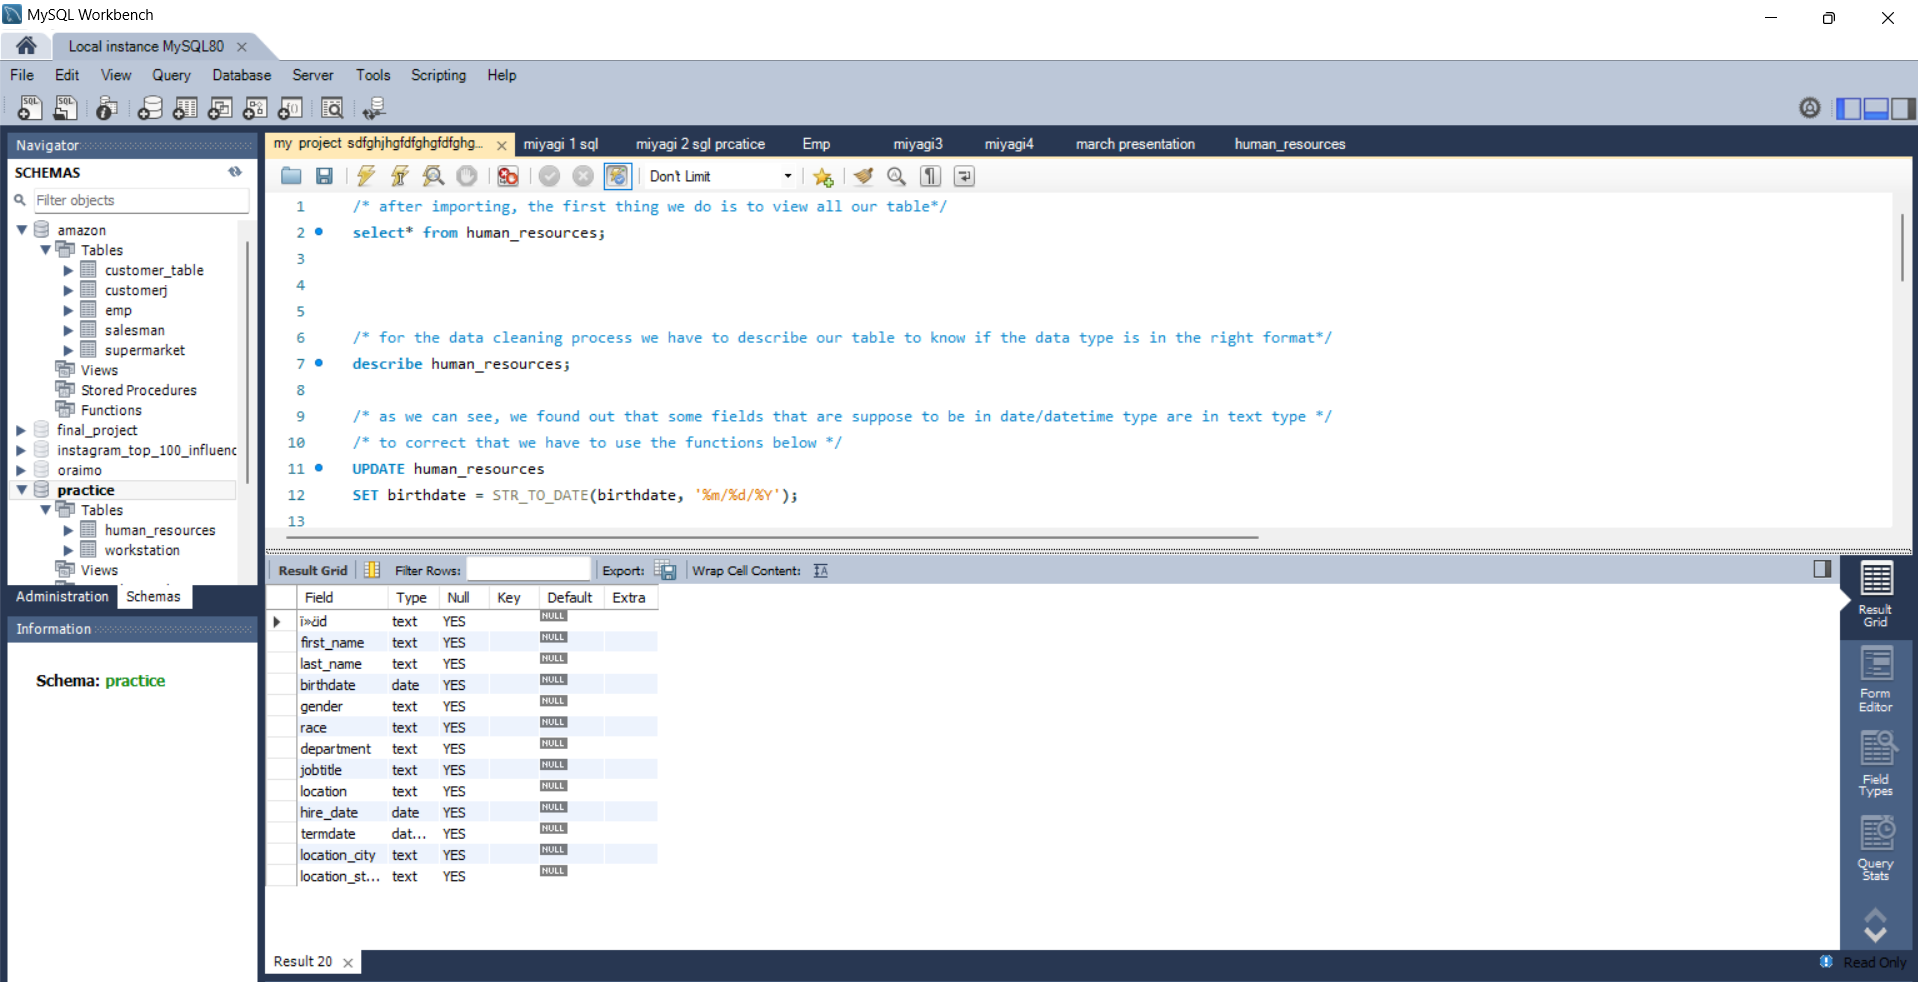 MySQL Workbench
Local instance MySQL80
File Edit View Query Database Server Tools Scripting Help
Navigator
SCHEMAS
Filter objects
amazon
Tables
customer_table
customerj
emp
salesman
supermarket
Views
Stored Procedures
Functions
final_project
instagram_top_100_influenc
oraimo
practice
Tables
human_resources
workstation
Views
Administration Schemas
Information
Schema: practice
my project sdfghjhgfdfghgfdfghg... miyagi 1 sql miyagi 2 sgl prcatice Emp miyagi3 miyagi4 march presentation human_resources
Don't Limit
1 /* after importing, the first thing we do is to view all our table*/
2 select* from human_resources;
3
4
5
6 /* for the data cleaning process we have to describe our table to know if the data type is in the right format*/
7 describe human_resources;
8
9 /* as we can see, we found out that some fields that are suppose to be in date/datetime type are in text type */
10 /* to correct that we have to use the functions below */
11 UPDATE human_resources
12 SET birthdate = STR_TO_DATE(birthdate, '%m/%d/%Y');
13
Result Grid Filter Rows: Export: Wrap Cell Content:
Field Type Null Key Default Extra
ï»¿id text YES NULL
first_name text YES NULL
last_name text YES NULL
birthdate date YES NULL
gender text YES NULL
race text YES NULL
department text YES NULL
jobtitle text YES NULL
location text YES NULL
hire_date date YES NULL
termdate dat... YES NULL
location_city text YES NULL
location_st... text YES NULL
Result
Grid
Form
Editor
Field
Types
Query
Stats
Result 20
Read Only